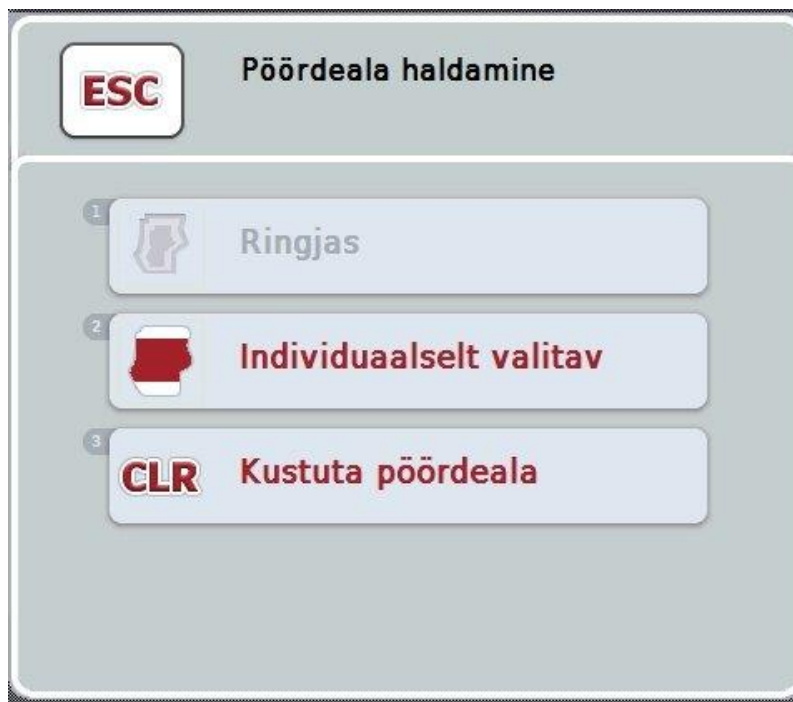 ESC
Pöördeala haldamine
1
Ringjas
2
Individuaalselt valitav
3
CLR
Kustuta pöördeala